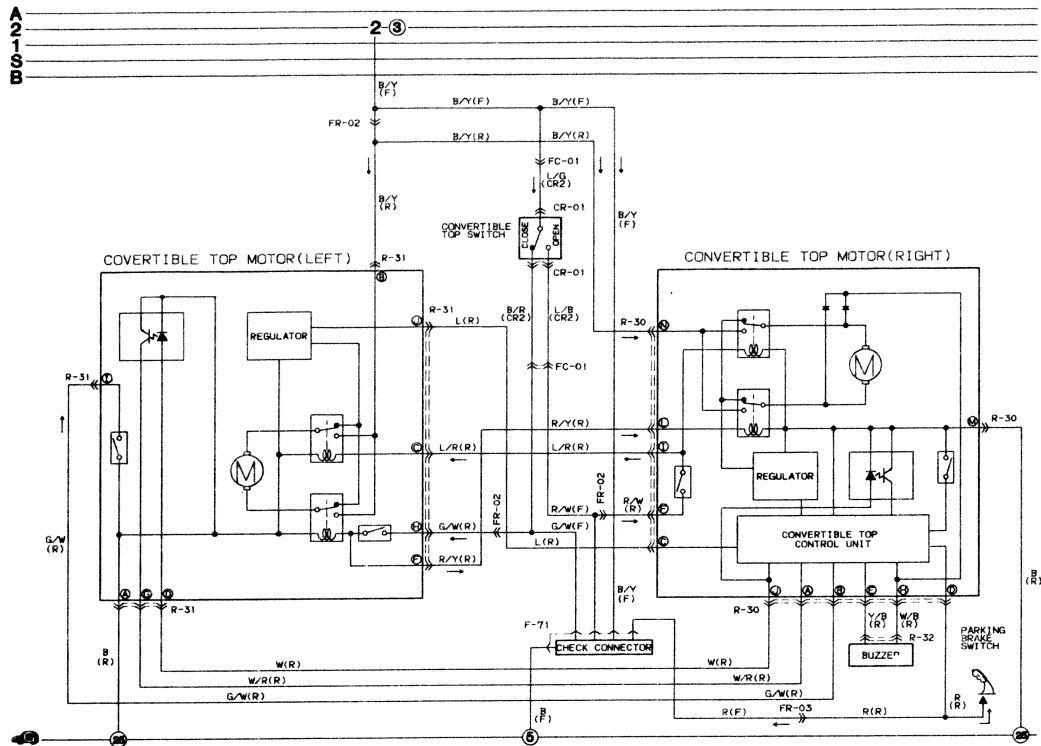 A
2
1
S
B
2-③
B/Y
(F)
B/Y(F)
B/Y(F)
FR-02
B/Y(R)
B/Y(R)
FC-01
L/G
(CR2)
B/Y
(R)
CR-01
B/Y
(F)
CONVERTIBLE
TOP SWITCH
CLOSE
OPEN
COVERTIBLE TOP MOTOR(LEFT)
R-31
CR-01
CONVERTIBLE TOP MOTOR(RIGHT)
B
B/R
(CR2)
L/B
(CR2)
J
R-31
L(R)
R-30
N
REGULATOR
FC-01
M
R-31
I
R/Y(R)
L
M
R-30
C
L/R(R)
L/R(R)
I
M
REGULATOR
FR-02
FR-02
R/W(F)
R/W
(R)
F
G/W
(R)
H
G/W(R)
G/W(F)
L(R)
C
CONVERTIBLE TOP
CONTROL UNIT
F
R/Y(R)
B
(R)
B/Y
(F)
A
G
D
R-31
R-30
J
A
B
E
H
D
Y/B
(R)
W/B
(R)
R-32
F-71
CHECK CONNECTOR
BUZZER
PARKING
BRAKE
SWITCH
B
(R)
W(R)
W(R)
W/R(R)
W/R(R)
G/W(R)
G/W(R)
B
(F)
R(F)
FR-03
R(R)
R
(R)
5